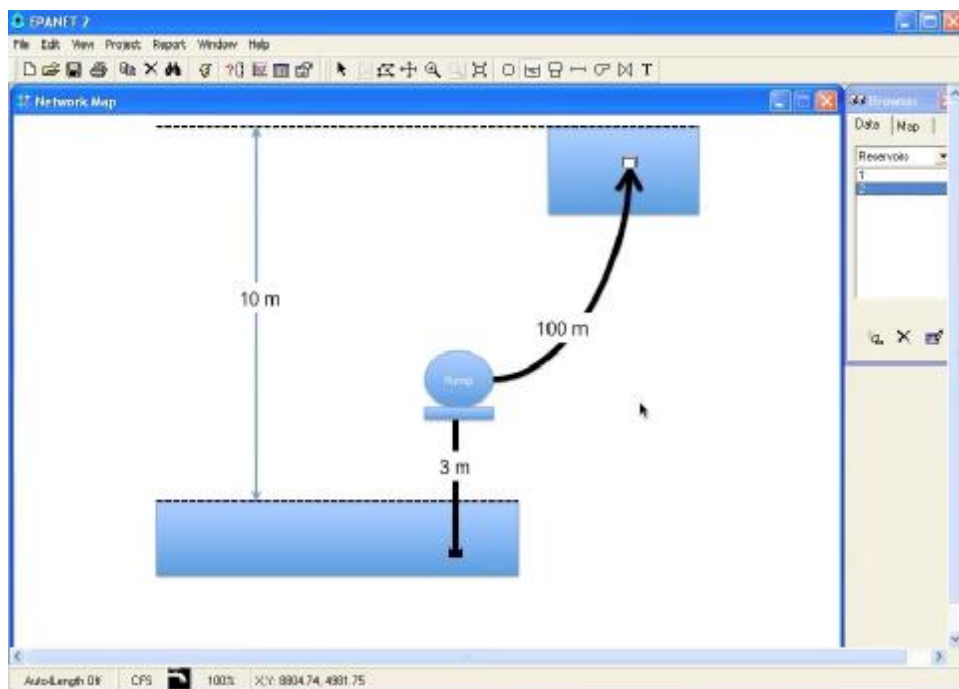 EPANET 2
File Edit View Project Report Window Help
Network Map
Browser
Data Map
Reservoirs
1
2
10 m
100 m
Pump
3 m
Auto-Length Off CFS 100% X,Y: 8804.74, 4981.75